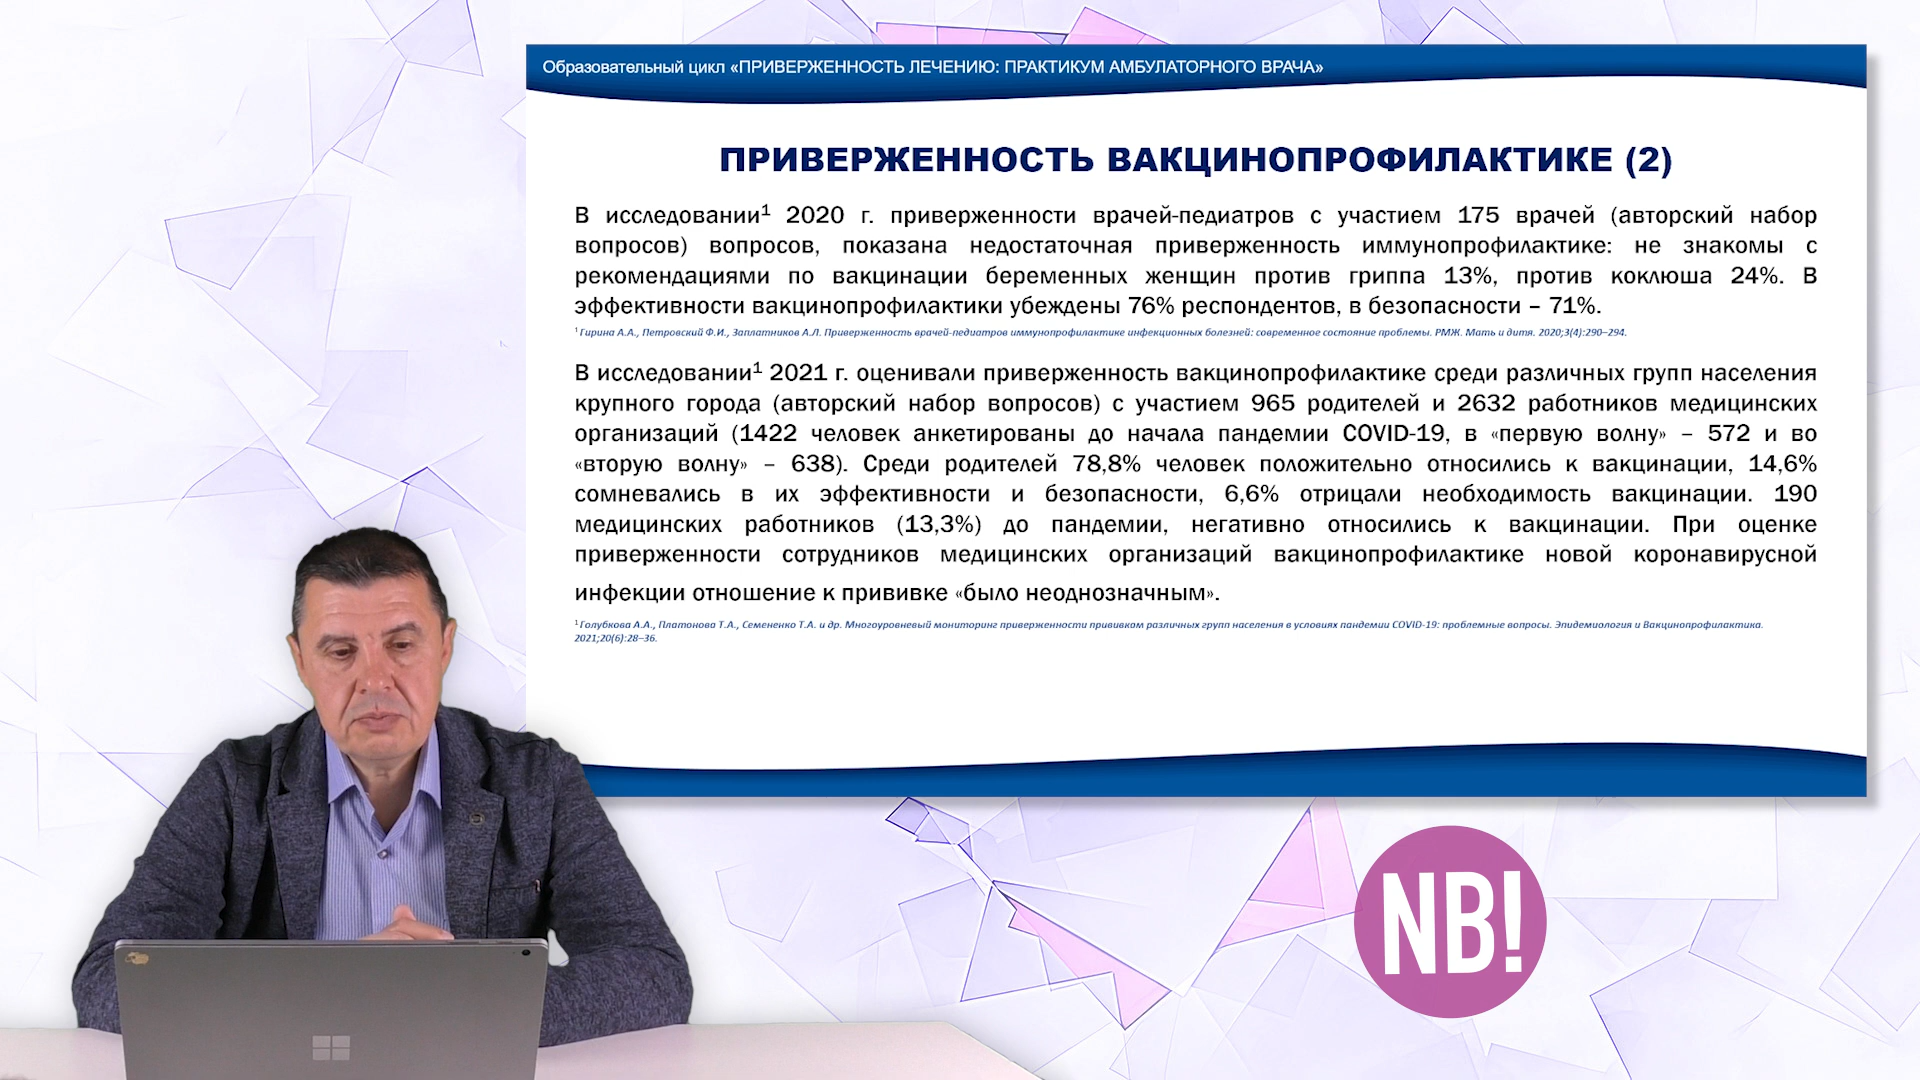 Образовательный цикл «ПРИВЕРЖЕННОСТЬ ЛЕЧЕНИЮ: ПРАКТИКУМ АМБУЛАТОРНОГО ВРАЧА»
ПРИВЕРЖЕННОСТЬ ВАКЦИНОПРОФИЛАКТИКЕ (2)
В исследовании¹ 2020 г. приверженности врачей-педиатров с участием 175 врачей (авторский набор
вопросов) вопросов, показана недостаточная приверженность иммунопрофилактике: не знакомы с
рекомендациями по вакцинации беременных женщин против гриппа 13%, против коклюша 24%. В
эффективности вакцинопрофилактики убеждены 76% респондентов, в безопасности – 71%.
¹ Гирина А.А., Петровский Ф.И., Заплатников А.Л. Приверженность врачей-педиатров иммунопрофилактике инфекционных болезней: современное состояние проблемы. РМЖ. Мать и дитя. 2020;3(4):290–294.
В исследовании¹ 2021 г. оценивали приверженность вакцинопрофилактике среди различных групп населения
крупного города (авторский набор вопросов) с участием 965 родителей и 2632 работников медицинских
организаций (1422 человек анкетированы до начала пандемии COVID-19, в «первую волну» – 572 и во
«вторую волну» – 638). Среди родителей 78,8% человек положительно относились к вакцинации, 14,6%
сомневались в их эффективности и безопасности, 6,6% отрицали необходимость вакцинации. 190
медицинских работников (13,3%) до пандемии, негативно относились к вакцинации. При оценке
приверженности сотрудников медицинских организаций вакцинопрофилактике новой коронавирусной
инфекции отношение к прививке «было неоднозначным».
¹ Голубкова А.А., Платонова Т.А., Семененко Т.А. и др. Многоуровневый мониторинг приверженности прививкам различных групп населения в условиях пандемии COVID-19: проблемные вопросы. Эпидемиология и Вакцинопрофилактика.
2021;20(6):28–36.
NB!